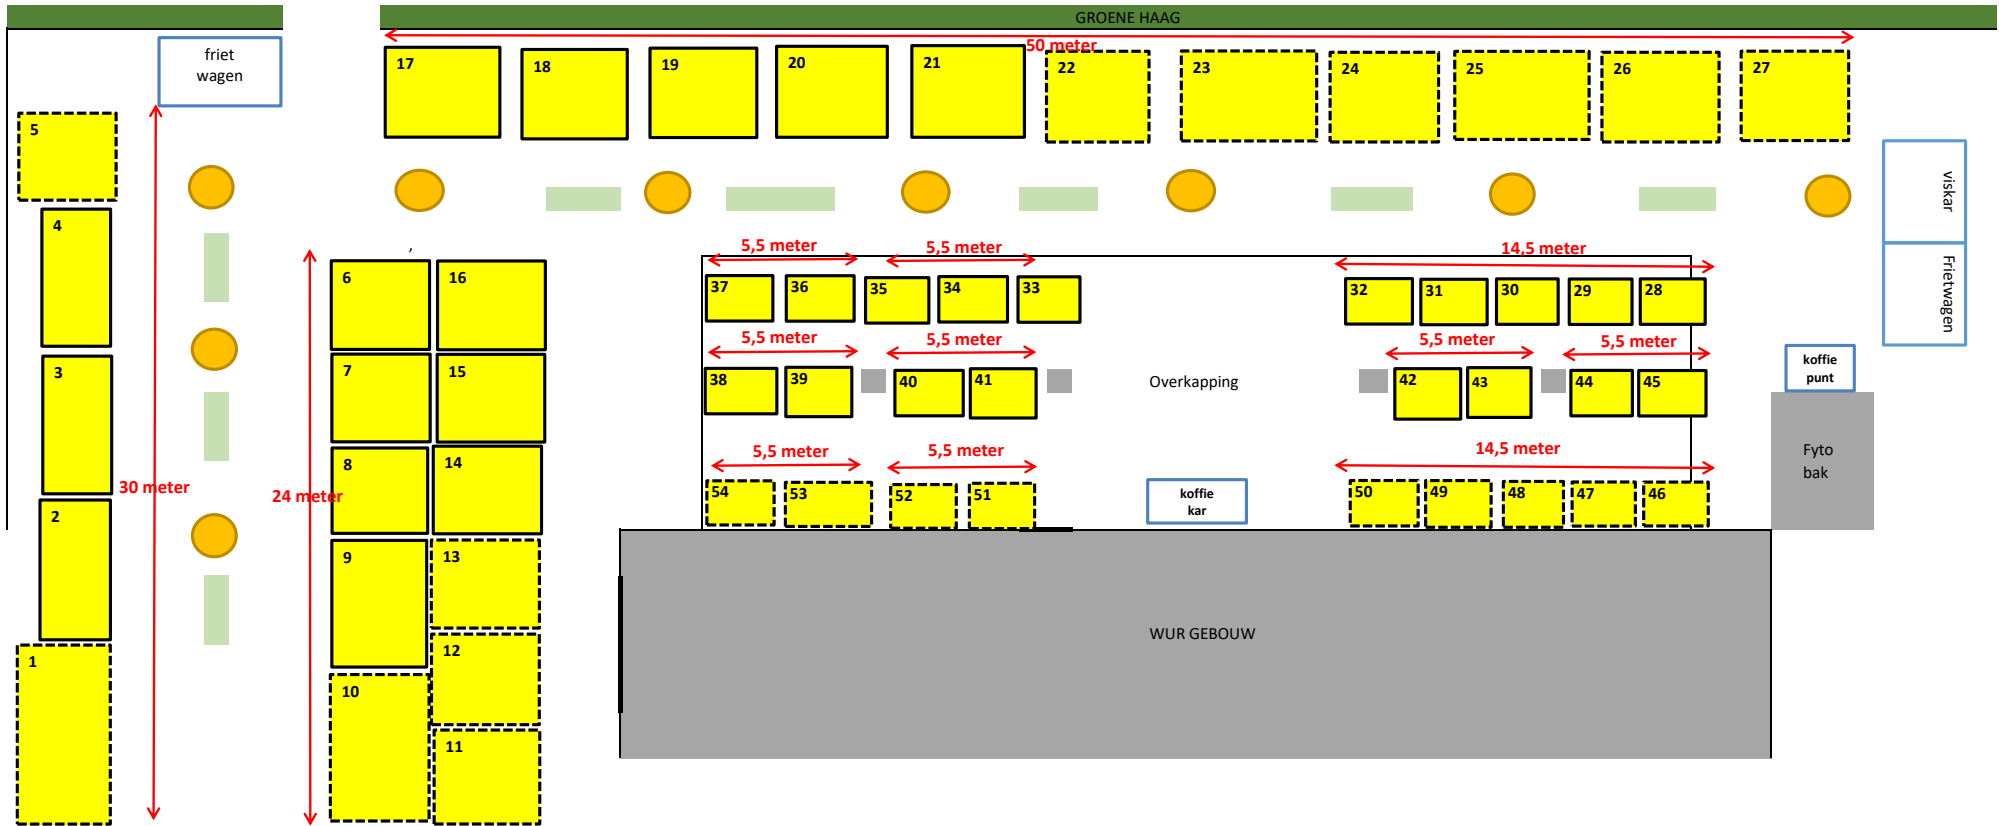 GROENE HAAG
50 meter
friet
wagen
17
18
19
20
21
22
23
24
25
26
27
5
viskar
4
,
5,5 meter
5,5 meter
14,5 meter
6
16
37
36
35
34
33
32
31
30
29
28
Frietwagen
5,5 meter
5,5 meter
5,5 meter
5,5 meter
3
7
15
38
39
40
41
Overkapping
42
43
44
45
koffie
punt
5,5 meter
5,5 meter
14,5 meter
Fyto
bak
8
14
30 meter
24 meter
54
53
52
51
koffie
kar
50
49
48
47
46
2
9
13
WUR GEBOUW
1
12
10
11